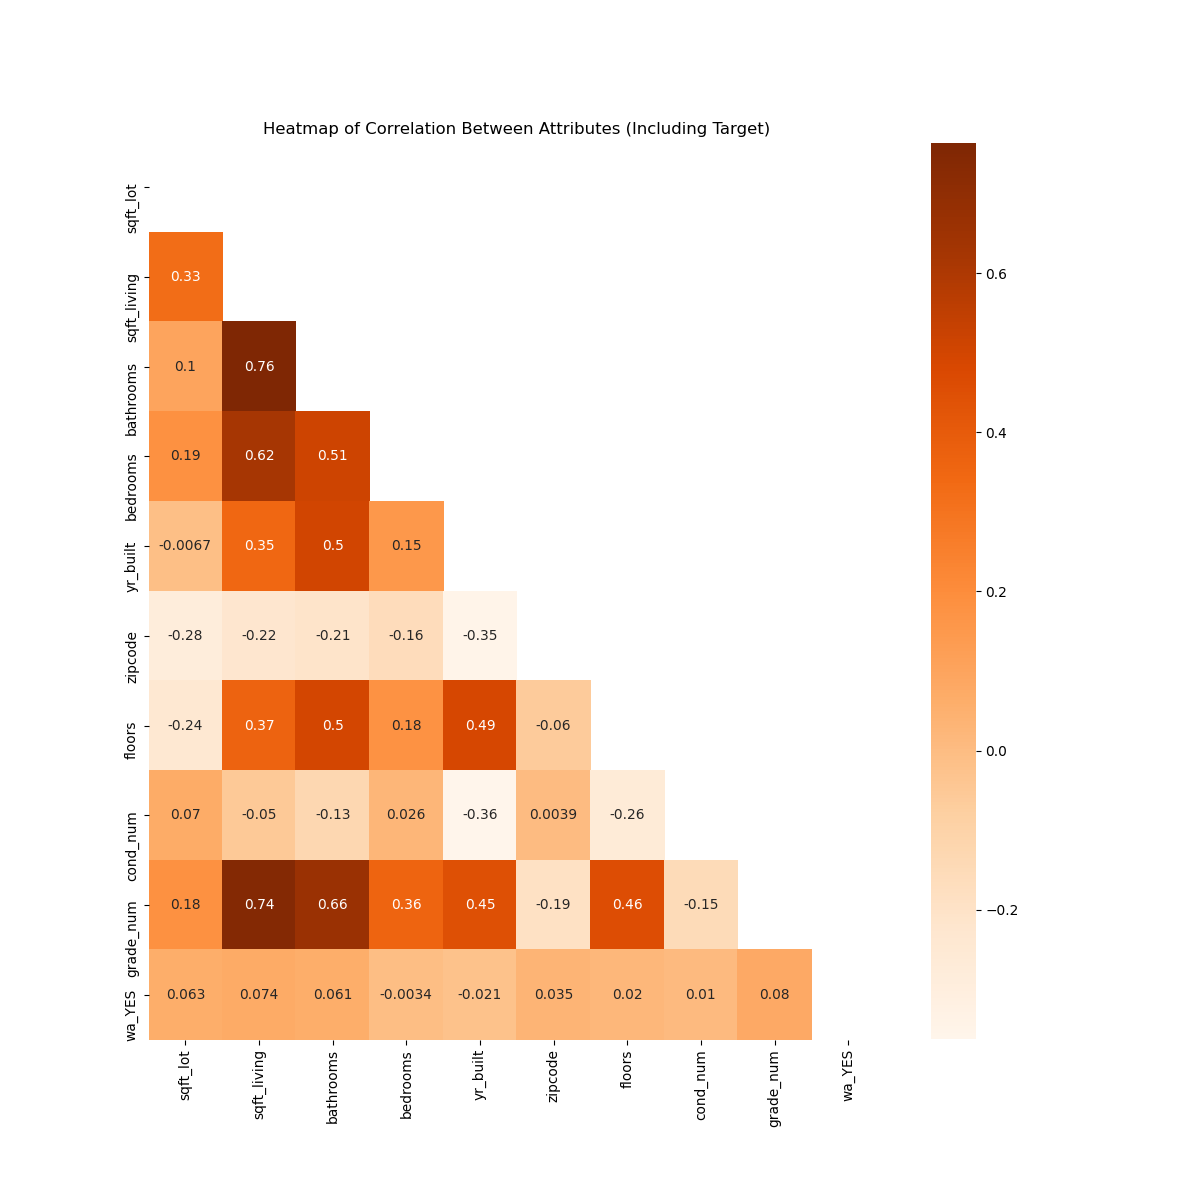 Heatmap of Correlation Between Attributes (Including Target)
sqft_lot
sqft_living 0.33
bathrooms 0.1 0.76
bedrooms 0.19 0.62 0.51
yr_built -0.0067 0.35 0.5 0.15
zipcode -0.28 -0.22 -0.21 -0.16 -0.35
floors -0.24 0.37 0.5 0.18 0.49 -0.06
cond_num 0.07 -0.05 -0.13 0.026 -0.36 0.0039 -0.26
grade_num 0.18 0.74 0.66 0.36 0.45 -0.19 0.46 -0.15
wa_YES 0.063 0.074 0.061 -0.0034 -0.021 0.035 0.02 0.01 0.08
sqft_lot sqft_living bathrooms bedrooms yr_built zipcode floors cond_num grade_num wa_YES
0.6
0.4
0.2
0.0
−0.2